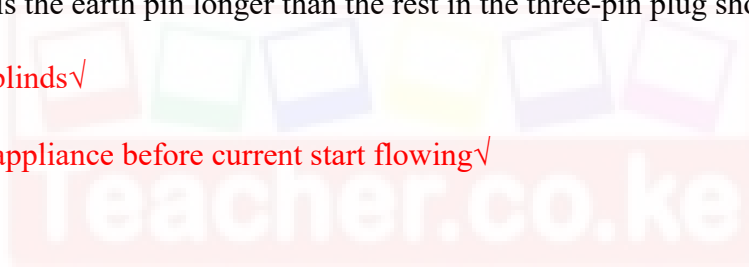 is the earth pin longer than the rest in the three-pin plug sho
blinds√
appliance before current start flowing√
Teacher.co.ke